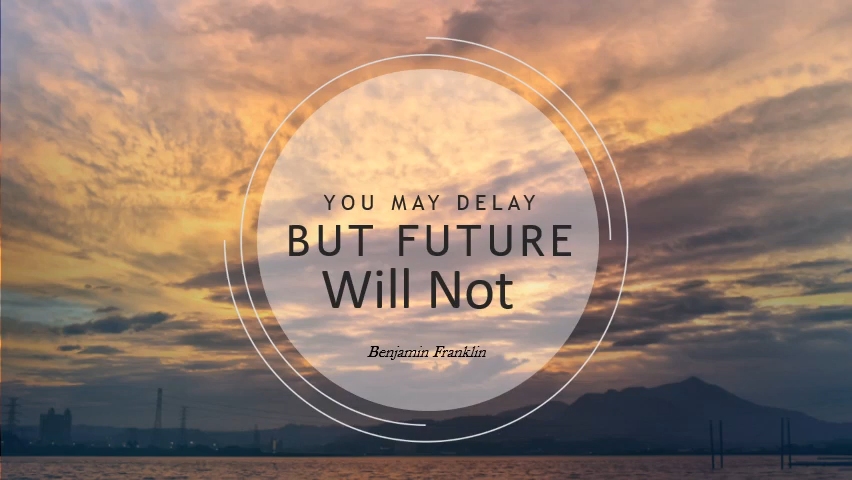 YOU MAY DELAY
BUT FUTURE
Will Not
Benjamin Franklin